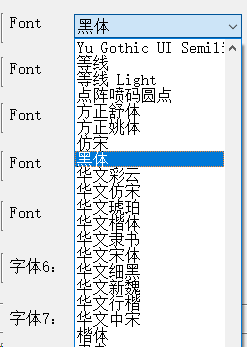 Font
黑体
Yu Gothic UI Semili
Font
等线
等线 Light
点阵喷码圆点
Font
方正舒体
方正姚体
仿宋
Font
黑体
华文彩云
华文仿宋
Font
华文琥珀
华文楷体
华文隶书
华文宋体
字体6:
华文细黑
华文新魏
华文行楷
字体7:
华文中宋
楷体